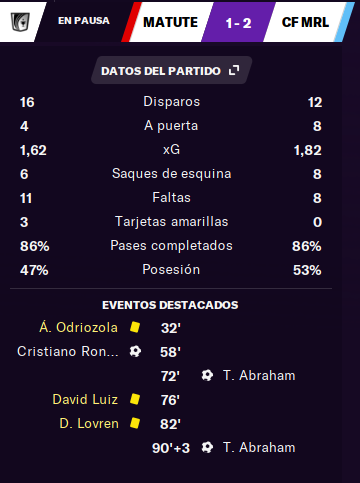 EN PAUSA MATUTE 1 - 2 CF MRL
DATOS DEL PARTIDO
16 Disparos 12
4 A puerta 8
1,62 xG 1,82
6 Saques de esquina 8
11 Faltas 8
3 Tarjetas amarillas 0
86% Pases completados 86%
47% Posesión 53%
EVENTOS DESTACADOS
Á. Odriozola 32'
Cristiano Ron... 58'
72' T. Abraham
David Luiz 76'
D. Lovren 82'
90'+3 T. Abraham